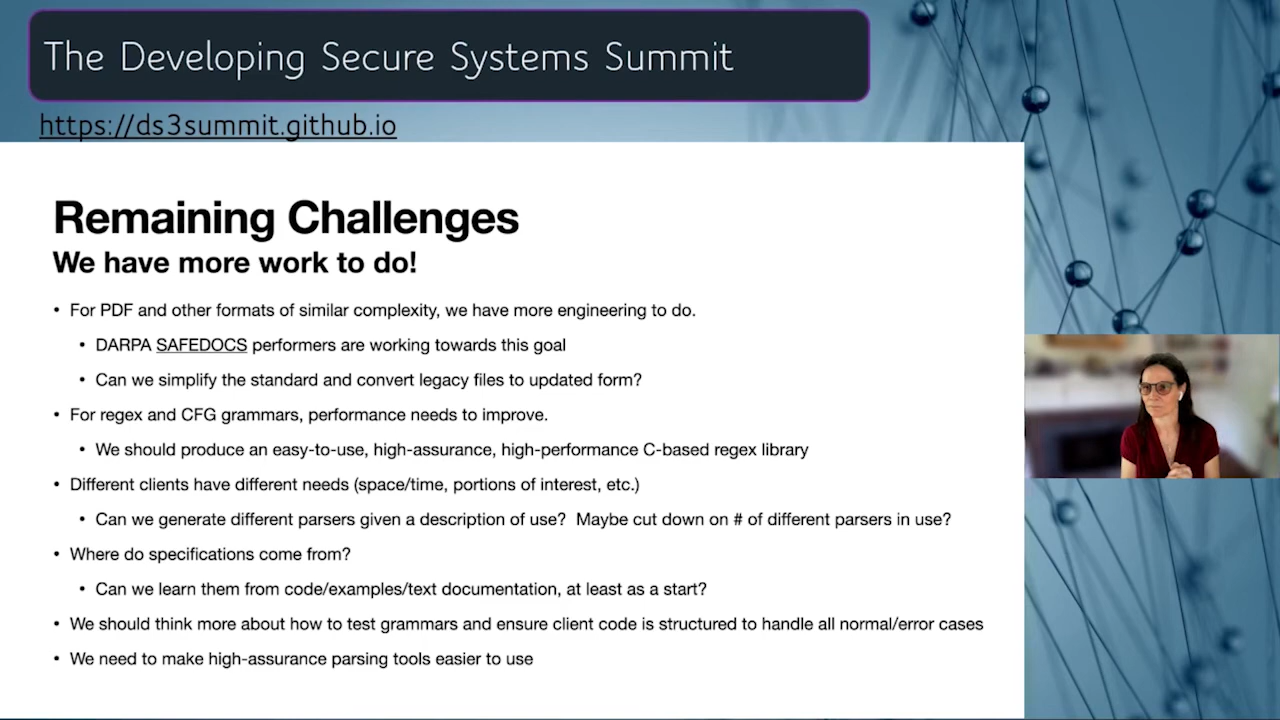 The Developing Secure Systems Summit
https://ds3summit.github.io
Remaining Challenges
We have more work to do!
• For PDF and other formats of similar complexity, we have more engineering to do.
• DARPA SAFEDOCS performers are working towards this goal
• Can we simplify the standard and convert legacy files to updated form?
• For regex and CFG grammars, performance needs to improve.
• We should produce an easy-to-use, high-assurance, high-performance C-based regex library
• Different clients have different needs (space/time, portions of interest, etc.)
• Can we generate different parsers given a description of use?  Maybe cut down on # of different parsers in use?
• Where do specifications come from?
• Can we learn them from code/examples/text documentation, at least as a start?
• We should think more about how to test grammars and ensure client code is structured to handle all normal/error cases
• We need to make high-assurance parsing tools easier to use